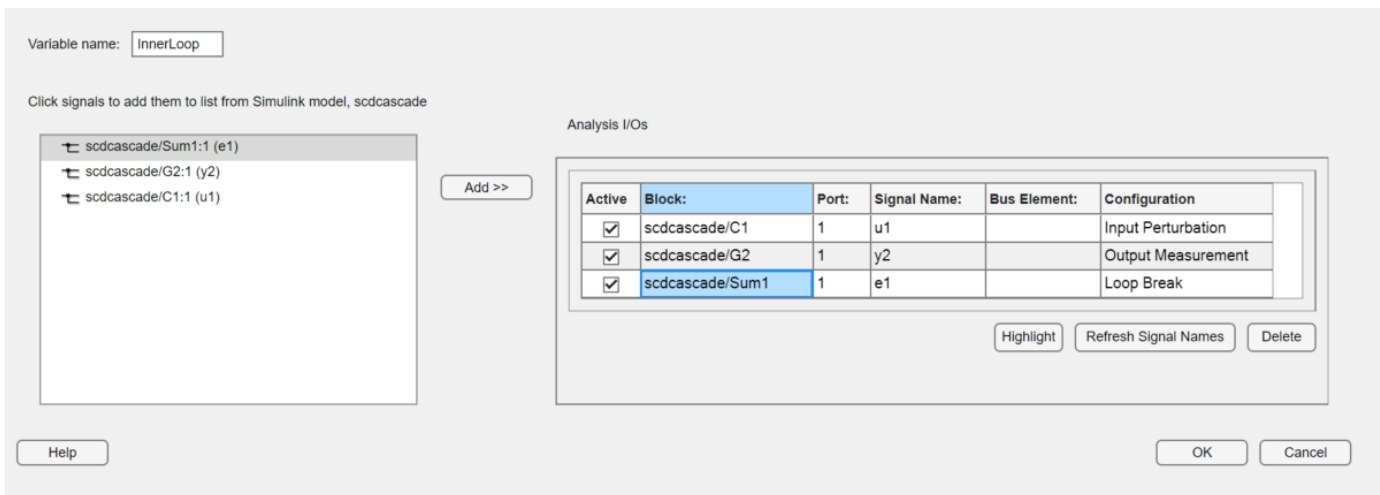 Variable name: InnerLoop
Click signals to add them to list from Simulink model, scdcascade
Analysis I/Os
scdcascade/Sum1:1 (e1)
scdcascade/G2:1 (y2)
scdcascade/C1:1 (u1)
Add >>
Active Block: Port: Signal Name: Bus Element: Configuration
scdcascade/C1 1 u1 Input Perturbation
scdcascade/G2 1 y2 Output Measurement
scdcascade/Sum1 1 e1 Loop Break
Highlight Refresh Signal Names Delete
Help OK Cancel